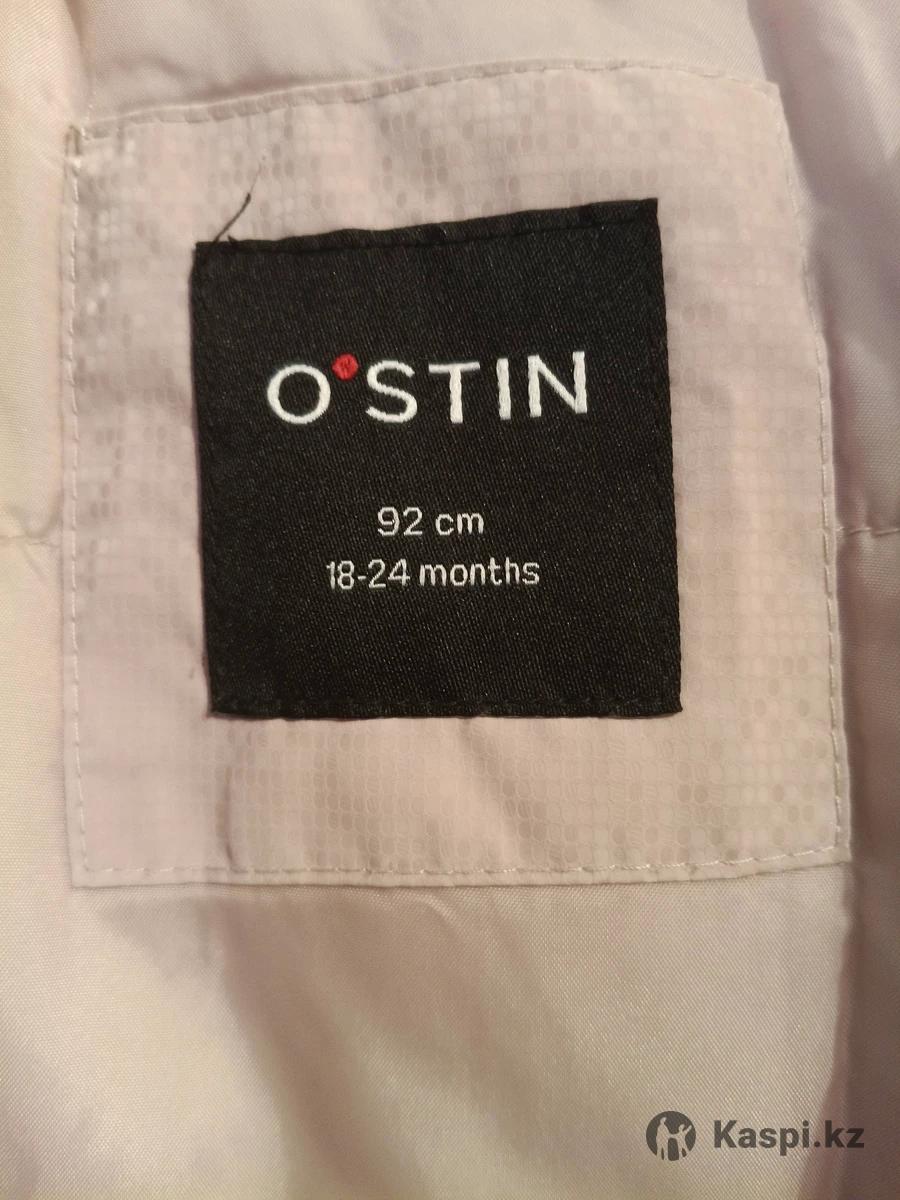 O'STIN
92 cm
18-24 months
Kaspi.kz